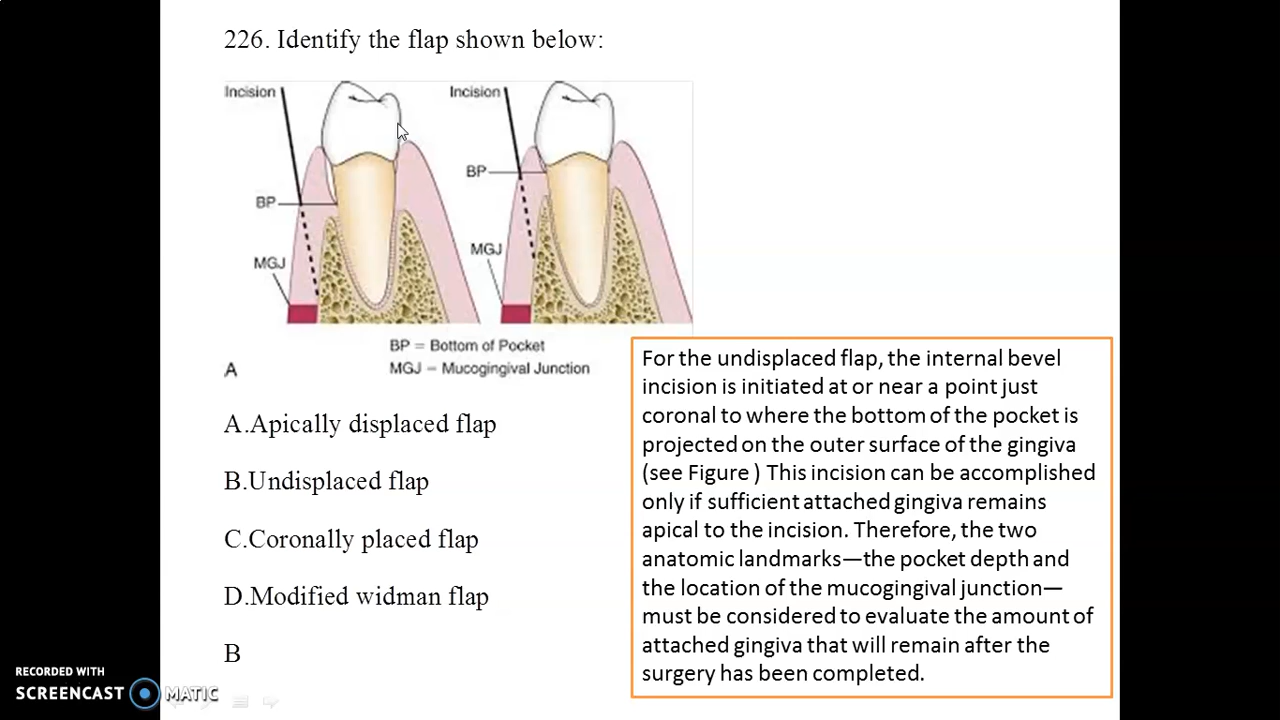 226. Identify the flap shown below:
Incision
Incision
BP
BP
MGJ
MGJ
BP = Bottom of Pocket
A
MGJ – Mucogingival Junction
A.Apically displaced flap
B.Undisplaced flap
C.Coronally placed flap
D.Modified widman flap
B
For the undisplaced flap, the internal bevel
incision is initiated at or near a point just
coronal to where the bottom of the pocket is
projected on the outer surface of the gingiva
(see Figure ) This incision can be accomplished
only if sufficient attached gingiva remains
apical to the incision. Therefore, the two
anatomic landmarks—the pocket depth and
the location of the mucogingival junction—
must be considered to evaluate the amount of
attached gingiva that will remain after the
surgery has been completed.
RECORDED WITH
SCREENCAST MATIC